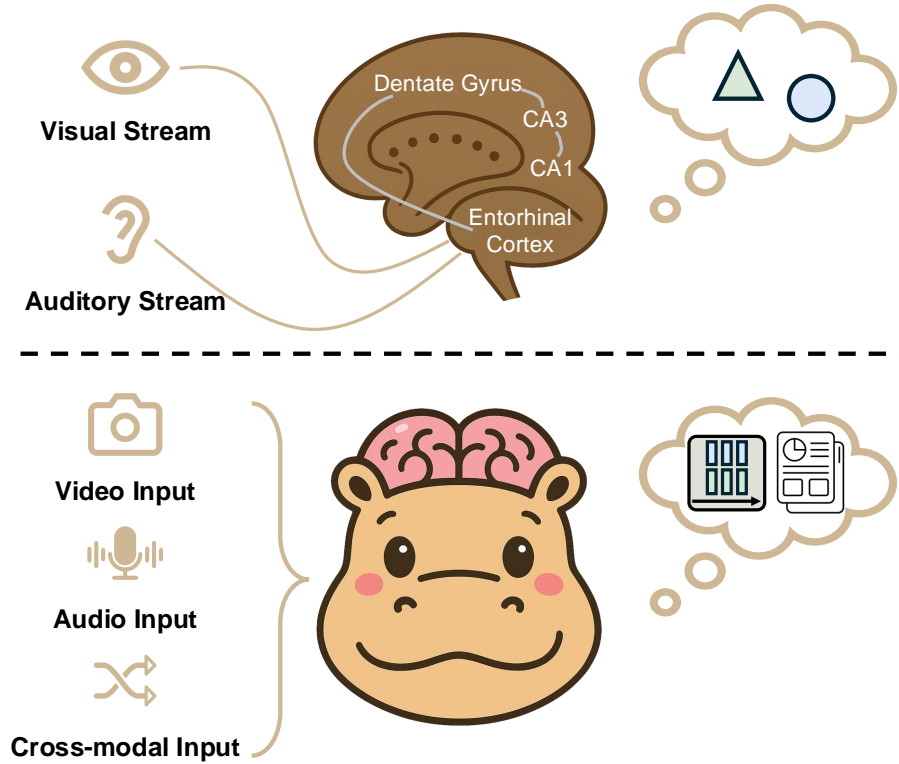 Visual Stream
Auditory Stream
Dentate Gyrus
CA3
CA1
Entorhinal
Cortex
Video Input
Audio Input
Cross-modal Input